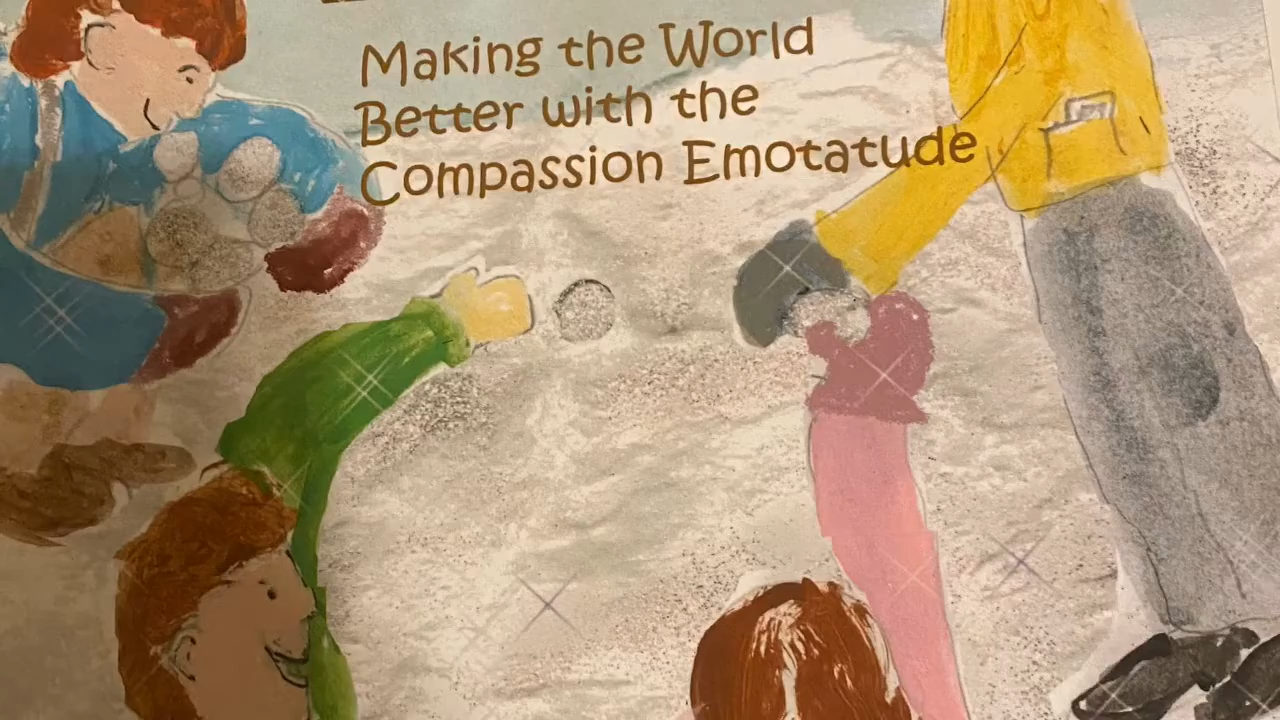 Making the World
Better with the
Compassion Emotatude